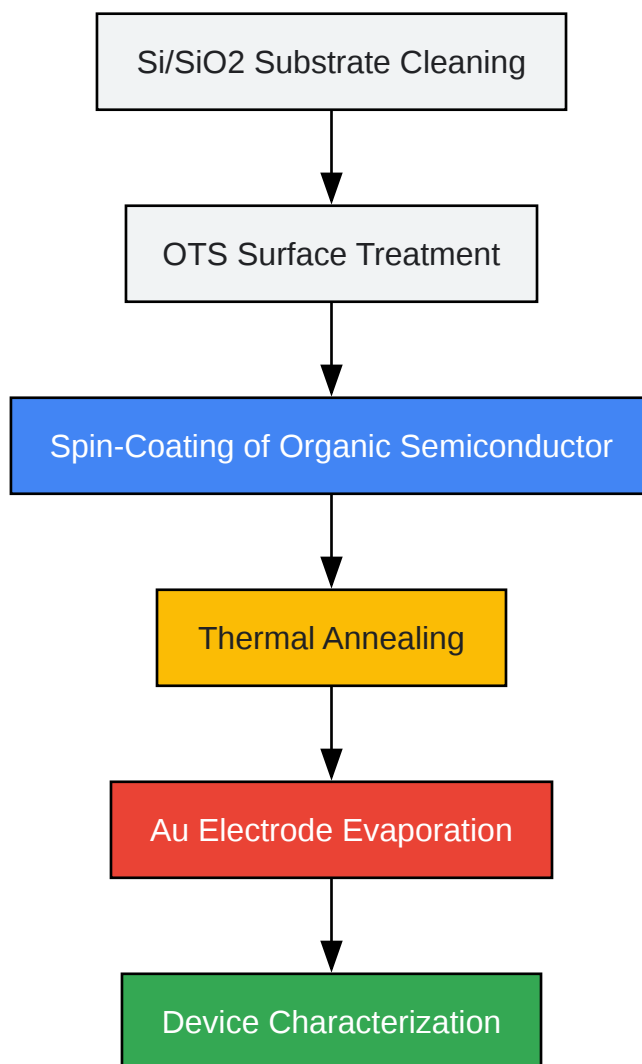 Si/SiO2 Substrate Cleaning
OTS Surface Treatment
Spin-Coating of Organic Semiconductor
Thermal Annealing
Au Electrode Evaporation
Device Characterization